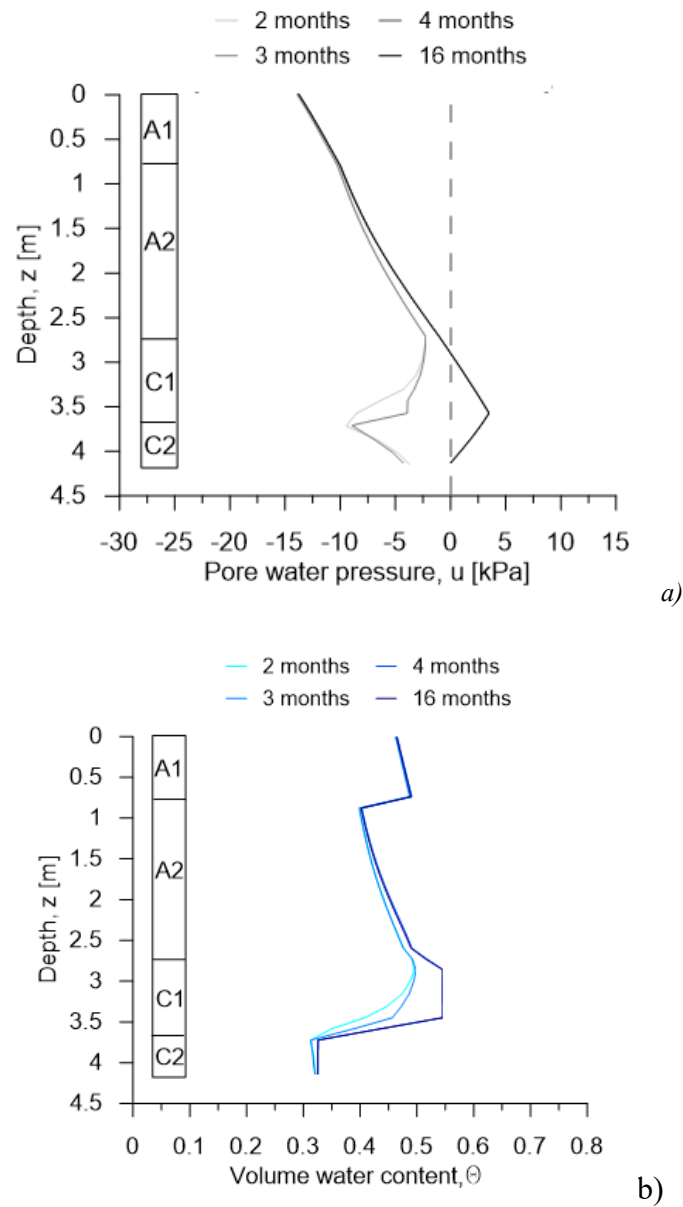 2 months 4 months
3 months 16 months
0
0.5
1
1.5
2
2.5
3
3.5
4
4.5
Depth, z [m]
A1
A2
C1
C2
-30 -25 -20 -15 -10 -5 0 5 10 15
Pore water pressure, u [kPa]
a)
2 months 4 months
3 months 16 months
0
0.5
1
1.5
2
2.5
3
3.5
4
4.5
Depth, z [m]
A1
A2
C1
C2
0 0.1 0.2 0.3 0.4 0.5 0.6 0.7 0.8
Volume water content,Θ
b)